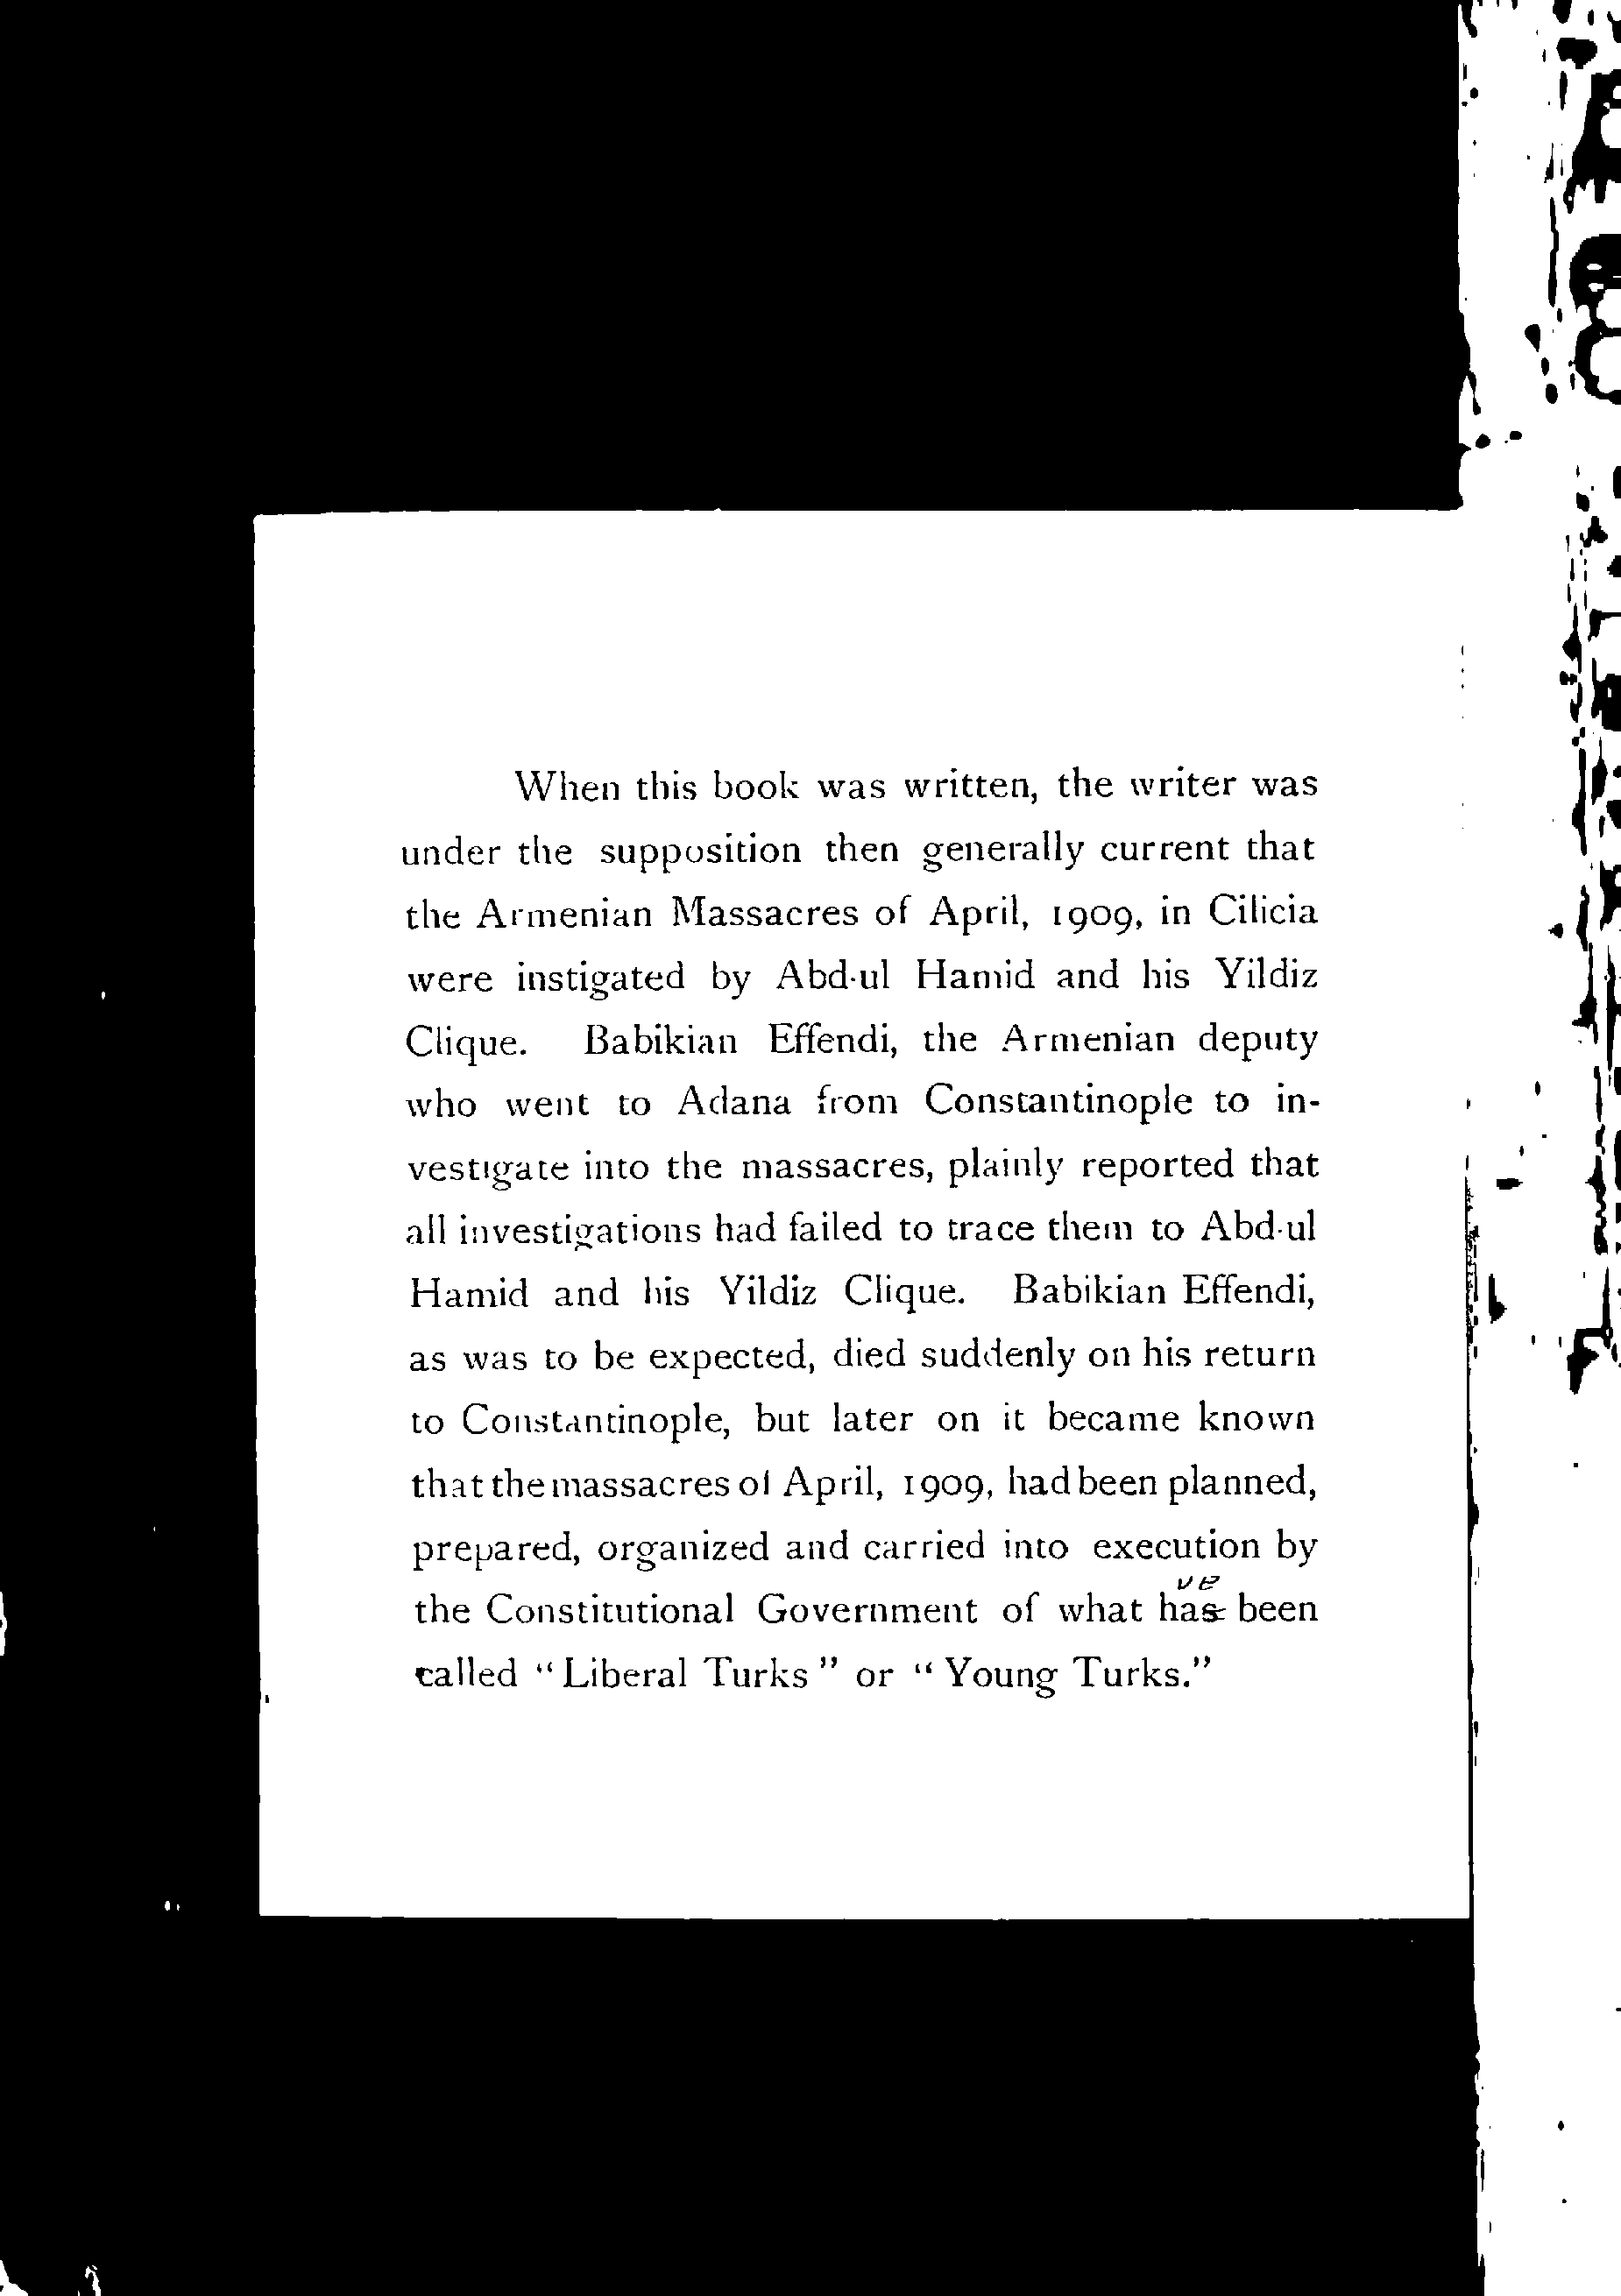 When this book was written, the writer was
under the supposition then generally current that
the Armenian Massacres of April, 1909, in Cilicia
were instigated by Abd-ul Hamid and his Yildiz
Clique. Babikian Effendi, the Armenian deputy
who went to Adana from Constantinople to in-
vestigate into the massacres, plainly reported that
all investigations had failed to trace them to Abd-ul
Hamid and his Yildiz Clique. Babikian Effendi,
as was to be expected, died suddenly on his return
to Constantinople, but later on it became known
that the massacres of April, 1909, had been planned,
prepared, organized and carried into execution by
ve
the Constitutional Government of what has been
called "Liberal Turks" or "Young Turks."